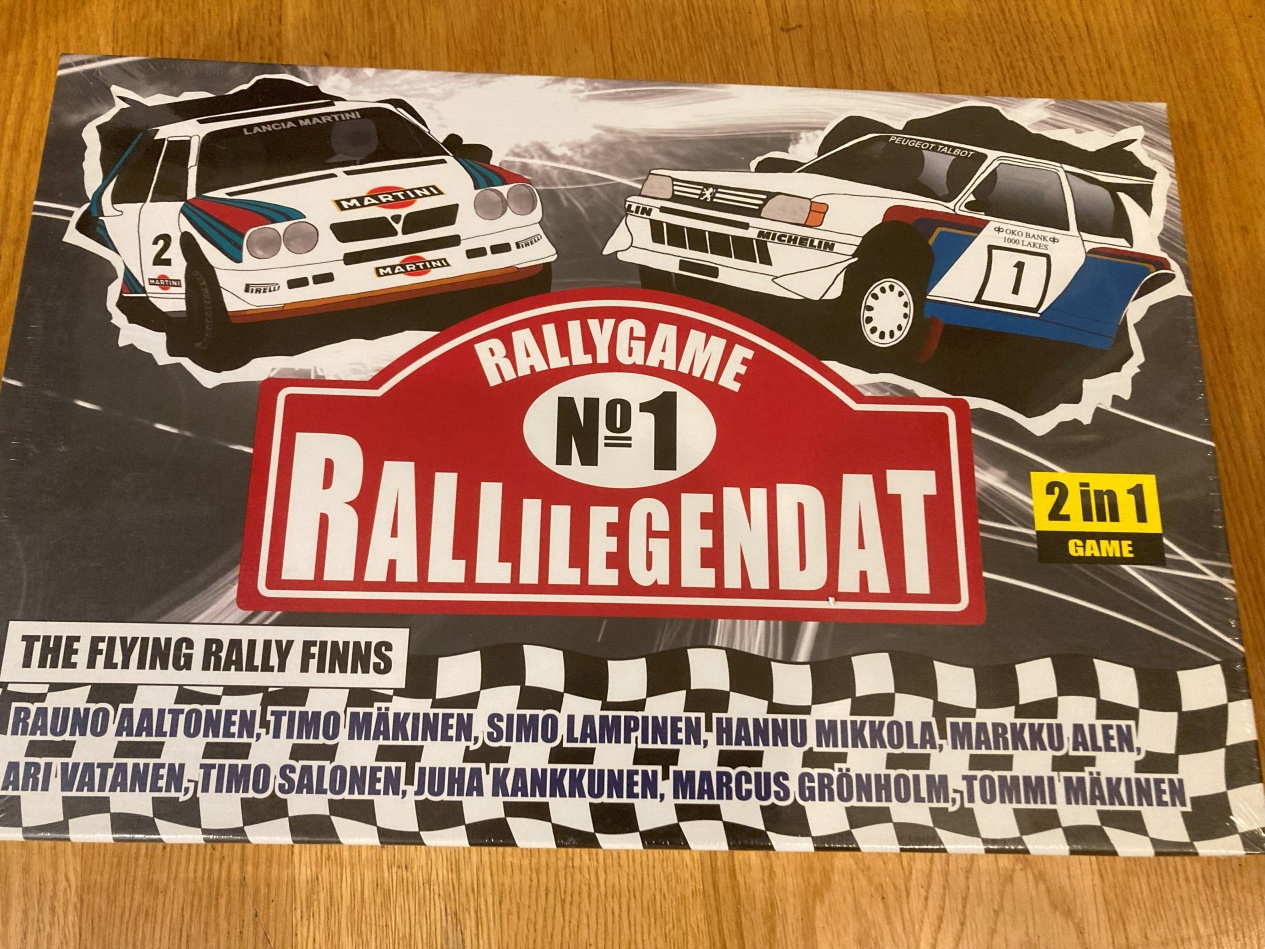 LANCIA MARTINI
MARTINI
2
MARTINI
PIRELLI
MARTINI
PIRELLI
PEUGEOT TALBOT
LIN
MICHELIN
OKO BANK
1000 LAKES
1
RALLYGAME
Nº1
RALLILEGENDAT
2 in 1
GAME
THE FLYING RALLY FINNS
RAUNO AALTONEN, TIMO MÄKINEN, SIMO LAMPINEN, HANNU MIKKOLA, MARKKU ALEN,
ARI VATANEN, TIMO SALONEN, JUHA KANKKUNEN, MARCUS GRÖNHOLM, TOMMI MÄKINEN